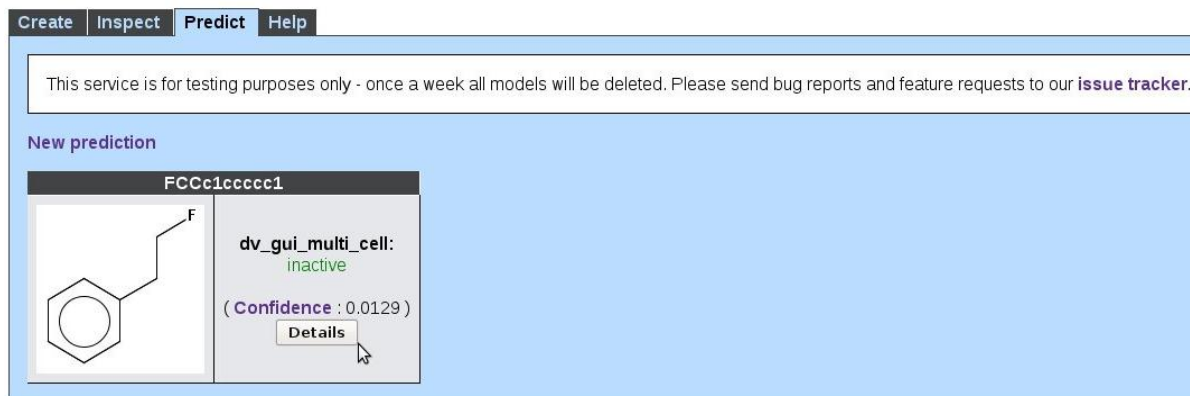 Create Inspect Predict Help
This service is for testing purposes only - once a week all models will be deleted. Please send bug reports and feature requests to our issue tracker.
New prediction
FCCc1ccccc1
F
dv_gui_multi_cell:
inactive
( Confidence : 0.0129 )
Details